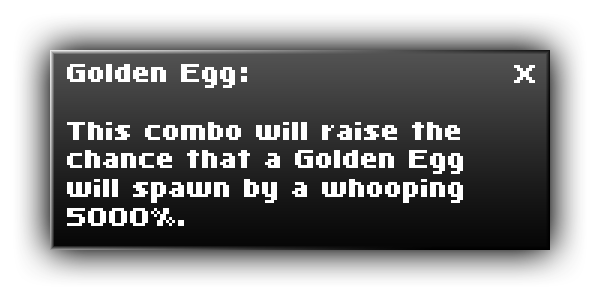 Golden Egg: X
This combo will raise the
chance that a Golden Egg
will spawn by a whooping
5000%.